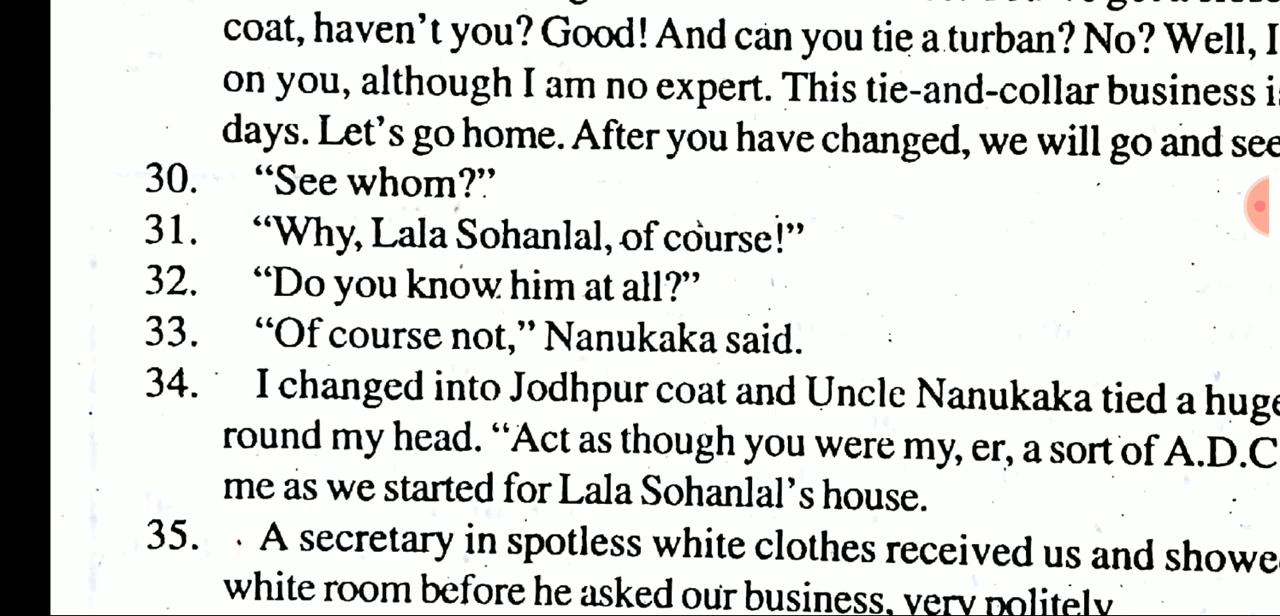 coat, haven't you? Good! And can you tie a turban? No? Well, I
on you, although I am no expert. This tie-and-collar business
days. Let's go home. After you have changed, we will go and see
30. "See whom?"
31. "Why, Lala Sohanlal, of course!"
32. "Do you know him at all?"
33. "Of course not," Nanukaka said.
34. I changed into Jodhpur coat and Uncle Nanukaka tied a
round my head. "Act as though you were my, er, a sort of A.D.C
me as we started for Lala Sohanlal's house.
35. A secretary in spotless white clothes received us and
white room before he asked our business, very politely